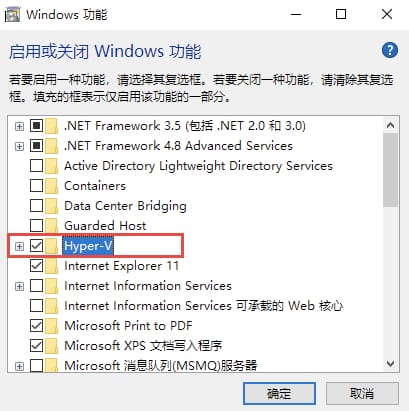 Windows 功能
启用或关闭 Windows 功能
若要启用一种功能，请选择其复选框。若要关闭一种功能，请清除其复选
框。填充的框表示仅启用该功能的一部分。
.NET Framework 3.5 (包括 .NET 2.0 和 3.0)
.NET Framework 4.8 Advanced Services
Active Directory Lightweight Directory Services
Containers
Data Center Bridging
Guarded Host
Hyper-V
Internet Explorer 11
Internet Information Services
Internet Information Services 可承载的 Web 核心
Microsoft Print to PDF
Microsoft XPS 文档写入程序
Microsoft 消息队列(MSMQ)服务器
确定
取消